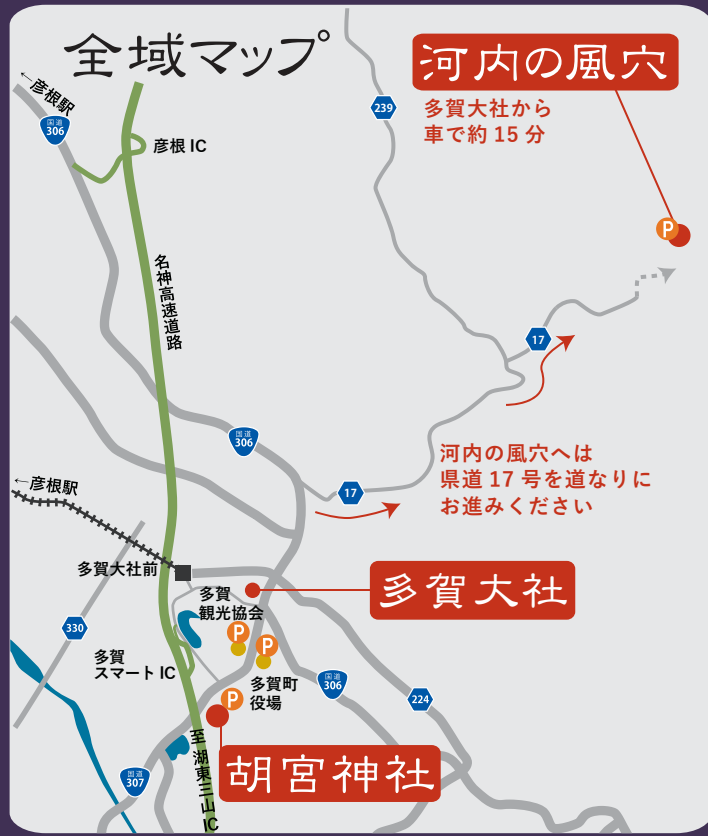 全域マップ
河内の風穴
多賀大社から
車で約 15 分
←彦根駅
国道
306
239
彦根 IC
名神高速道路
17
国道
306
河内の風穴へは
県道 17 号を道なりに
お進みください
17
←彦根駅
多賀大社前
多賀大社
多賀
観光協会
P
P
P
P
330
多賀
スマート IC
多賀町
役場
国道
306
224
至 湖東三山 IC
胡宮神社
国道
307